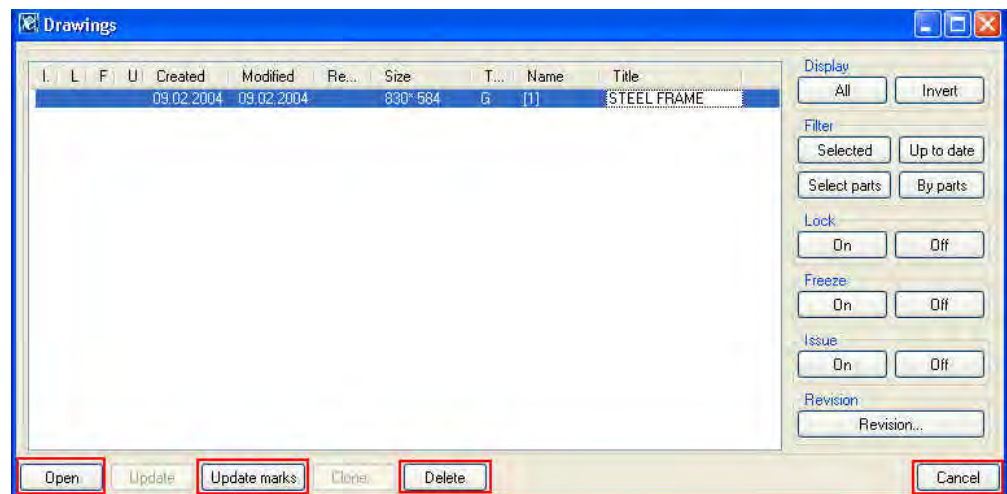 Drawings
I. L F U Created Modified Re... Size T... Name Title
09.02.2004 09.02.2004 830*584 G [1] STEEL FRAME
Display
All Invert
Filter
Selected Up to date
Select parts By parts
Lock
On Off
Freeze
On Off
Issue
On Off
Revision
Revision...
Open Update Update marks Clone Delete Cancel